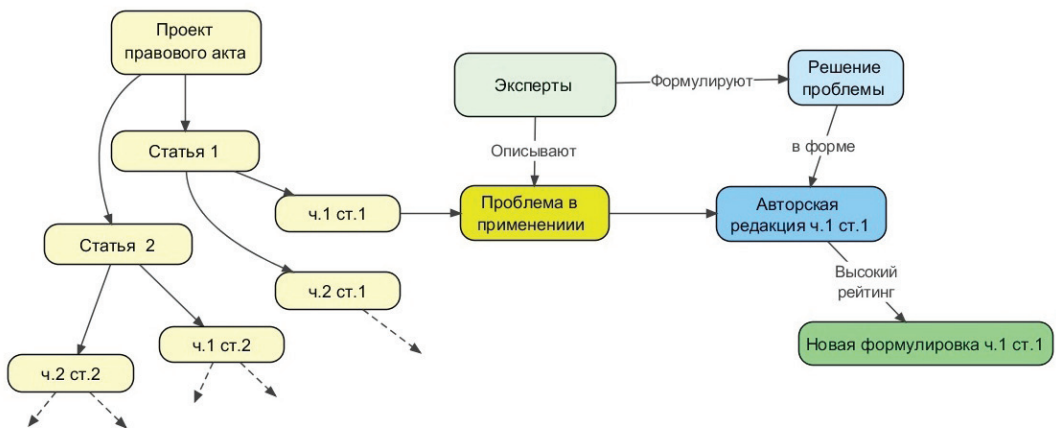 Проект
правового акта
Эксперты
Формулируют
Решение
проблемы
Статья 1
Описывают
в форме
ч.1 ст.1
Проблема в
применениии
Авторская
редакция ч.1 ст.1
Статья 2
Высокий
рейтинг
ч.2 ст.1
ч.1 ст.2
Новая формулировка ч.1 ст.1
ч.2 ст.2